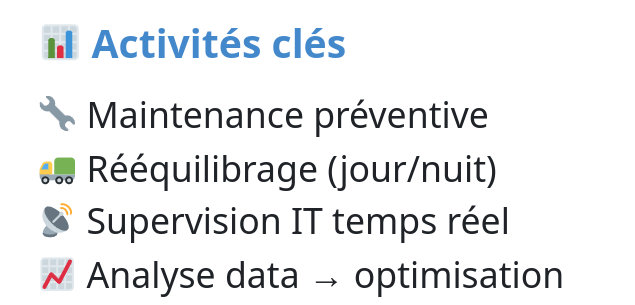 Activités clés
Maintenance préventive
Rééquilibrage (jour/nuit)
Supervision IT temps réel
Analyse data → optimisation